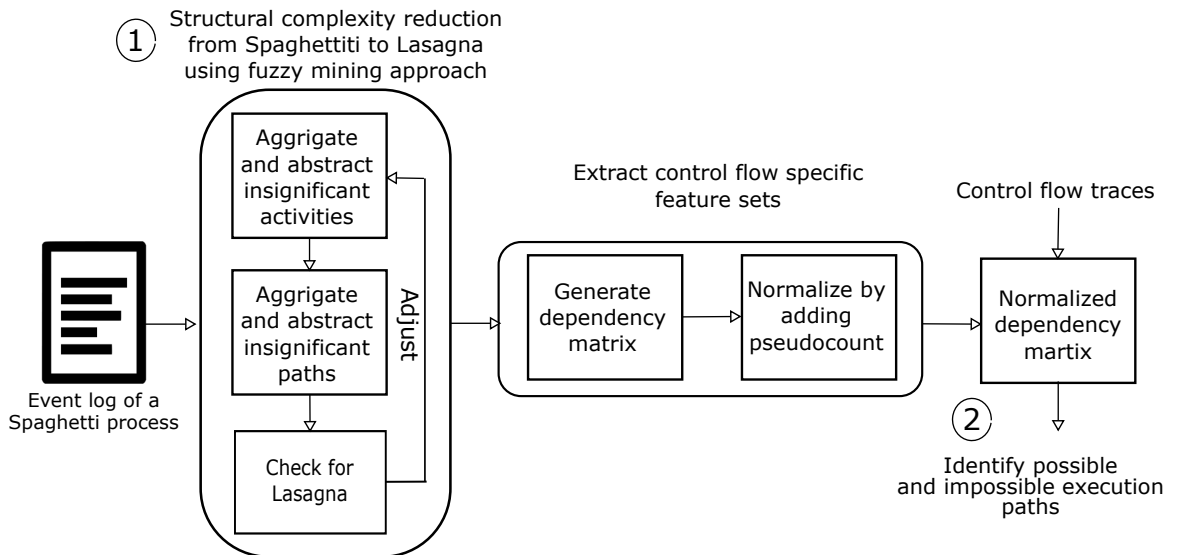 1
Structural complexity reduction
from Spaghettiti to Lasagna
using fuzzy mining approach
Aggrigate
and abstract
insignificant
activities
Aggrigate
and abstract
insignificant
paths
Check for
Lasagna
Adjust
Event log of a
Spaghetti process
Extract control flow specific
feature sets
Generate
dependency
matrix
Normalize by
adding
pseudocount
Control flow traces
Normalized
dependency
martix
2
Identify possible
and impossible execution
paths